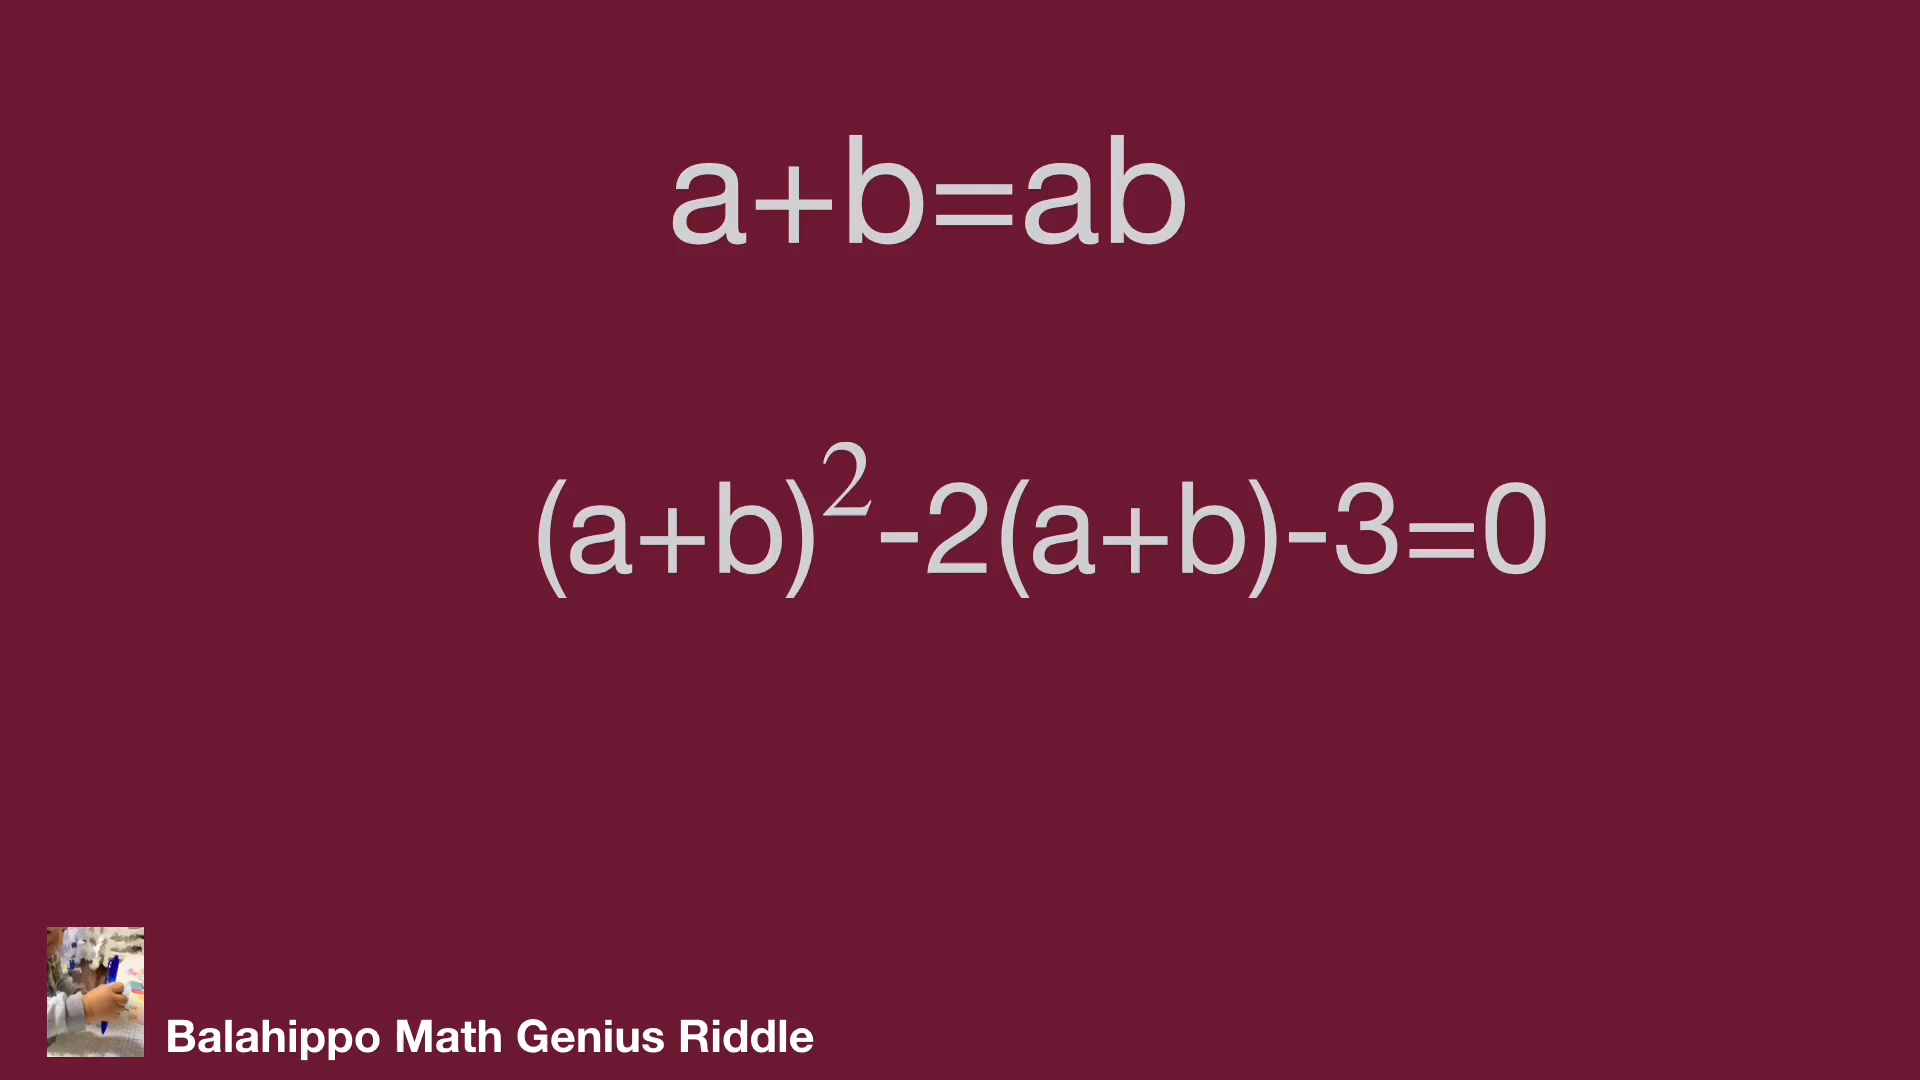 a+b=ab
(a+b)²-2(a+b)-3=0
Balahippo Math Genius Riddle